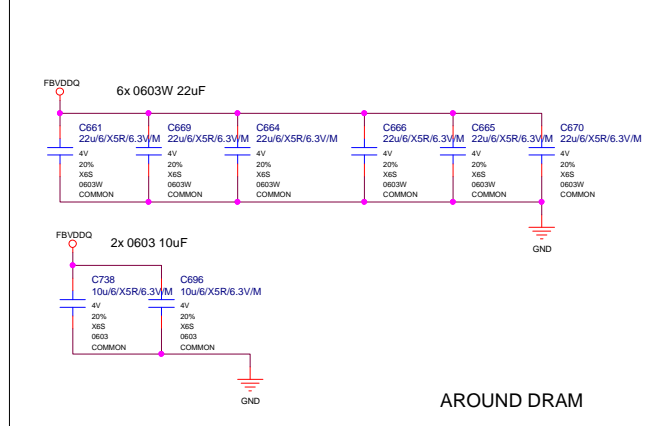 FBVDDQ
6x 0603W 22uF
C661
22u/6/X5R/6.3V/M
4V
20%
X6S
0603W
COMMON
C669
22u/6/X5R/6.3V/M
4V
20%
X6S
0603W
COMMON
C664
22u/6/X5R/6.3V/M
4V
20%
X6S
0603W
COMMON
C666
22u/6/X5R/6.3V/M
4V
20%
X6S
0603W
COMMON
C665
22u/6/X5R/6.3V/M
4V
20%
X6S
0603W
COMMON
C670
22u/6/X5R/6.3V/M
4V
20%
X6S
0603W
COMMON
GND
FBVDDQ
2x 0603 10uF
C738
10u/6/X5R/6.3V/M
4V
20%
X6S
0603
COMMON
C696
10u/6/X5R/6.3V/M
4V
20%
X6S
0603
COMMON
GND
AROUND DRAM